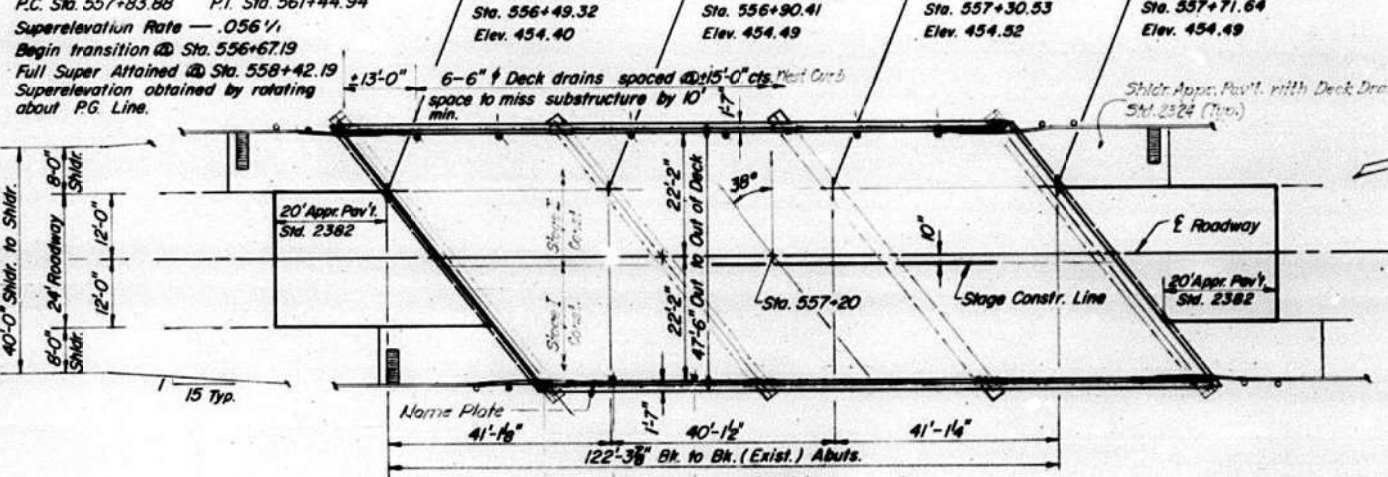 P.C. Sta. 557+83.88 P.I. Sta. 561+44.94
Superelevation Rate — .056 '/1
Begin transition @ Sta. 556+67.19
Full Super Attained @ Sta. 558+42.19
Superelevation obtained by rotating
about P.G. Line.
Sta. 556+49.32
Elev. 454.40
Sta. 556+90.41
Elev. 454.49
Sta. 557+30.53
Elev. 454.52
Sta. 557+71.64
Elev. 454.49
±13'-0"
6-6" ϕ Deck drains spaced @ ±15'-0" cts. West Curb
space to miss substructure by 10'
min.
1'-7"
Shldr. Appr. Pav't. with Deck Dra
Std. 2324 (Typ.)
40'-0" Shldr. to Shldr.
8'-0"
Shldr.
24' Roadway
12'-0"
12'-0"
8'-0"
Shldr.
20' Appr. Pav't.
Std. 2382
Stage II
Const.
Stage I
Const.
22'-2"
22'-2"
47'-6" Out to Out of Deck
38°
10"
℄ Roadway
Sta. 557+20
Stage Constr. Line
20' Appr. Pav't.
Std. 2382
1
15 Typ.
Name Plate
1'-7"
41'-1⅛"
40'-1½"
41'-1¼"
122'-3⅞" Bk. to Bk. (Exist.) Abuts.